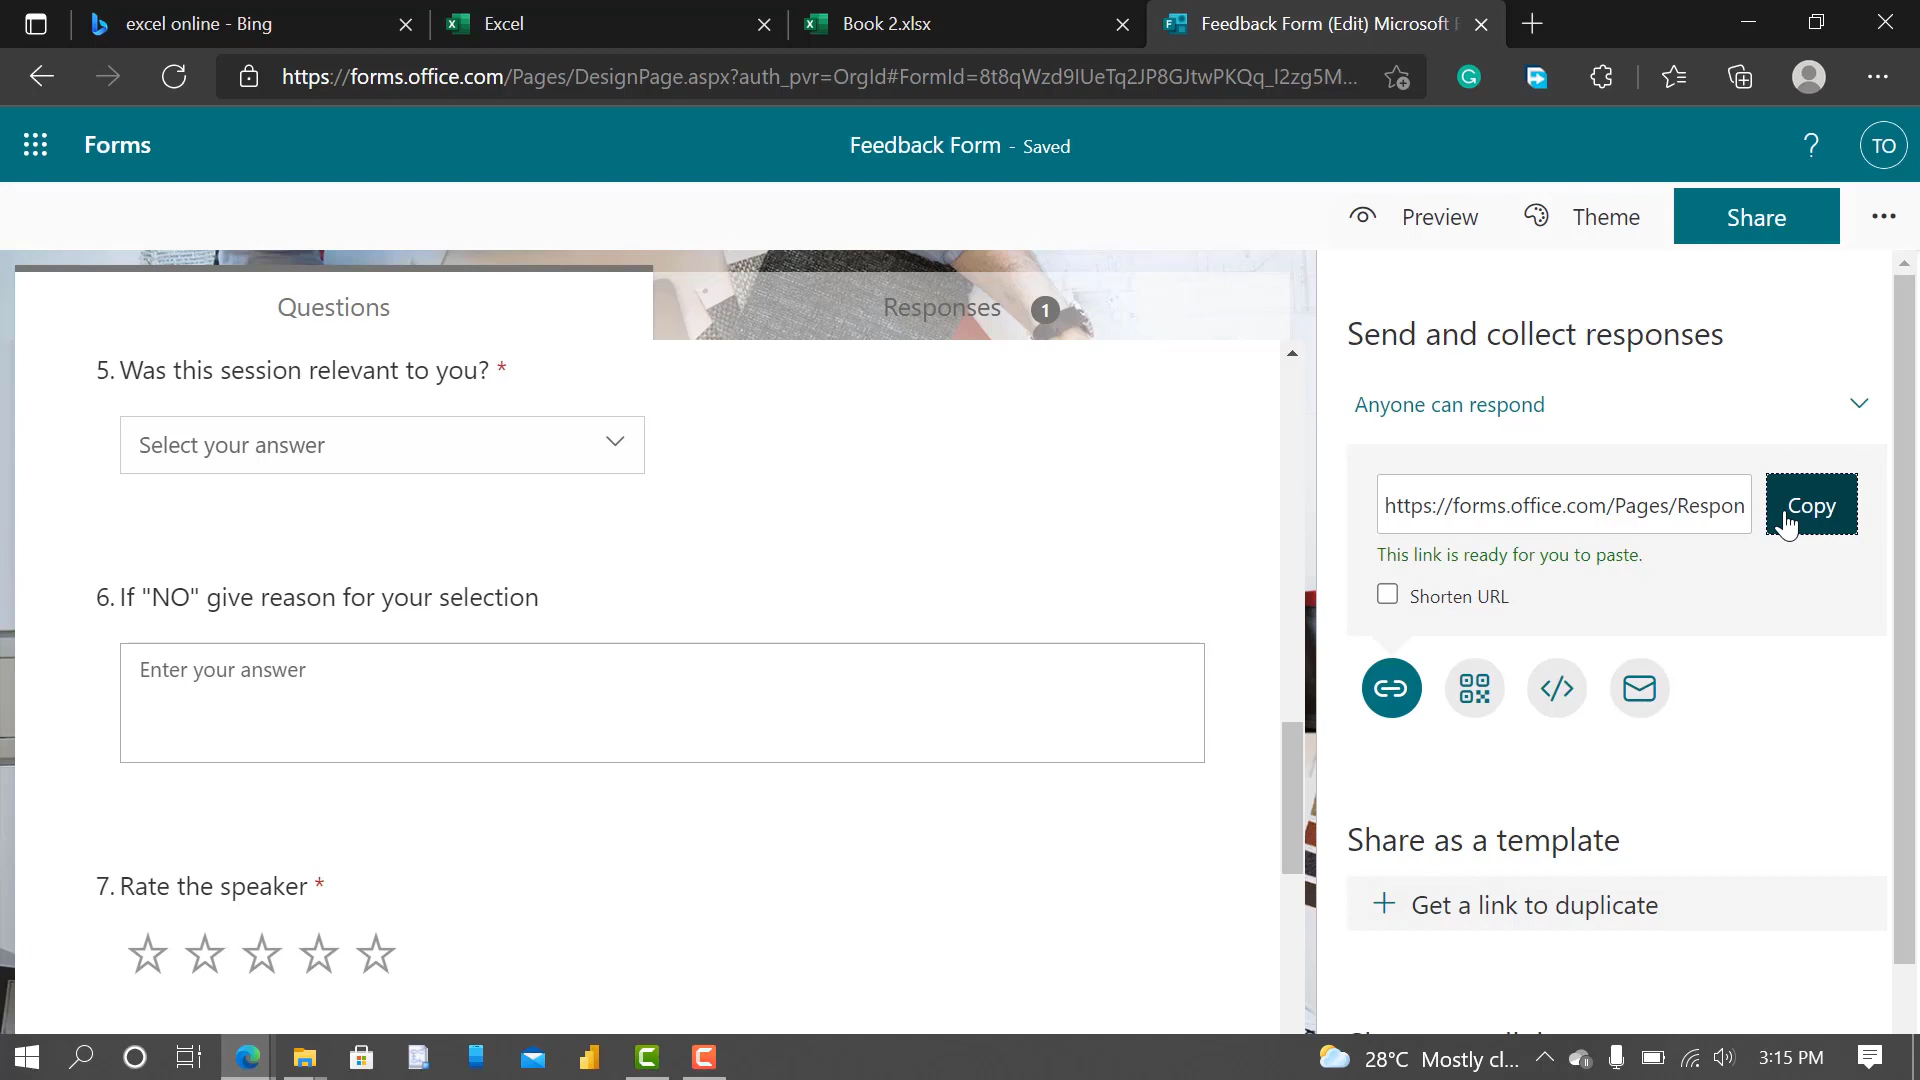 excel online - Bing
Excel
Book 2.xlsx
Feedback Form (Edit) Microsoft F
https://forms.office.com/Pages/DesignPage.aspx?auth_pvr=OrgId#FormId=8t8qWzd9IUeTq2JP8GJtwPKQq_I2zg5M...
Forms
Feedback Form - Saved
?
TO
Preview
Theme
Share
Questions
Responses 1
5. Was this session relevant to you? *
Select your answer
6. If "NO" give reason for your selection
Enter your answer
7. Rate the speaker *
Send and collect responses
Anyone can respond
https://forms.office.com/Pages/Respon
Copy
This link is ready for you to paste.
Shorten URL
Share as a template
+ Get a link to duplicate
28°C Mostly cl...
3:15 PM